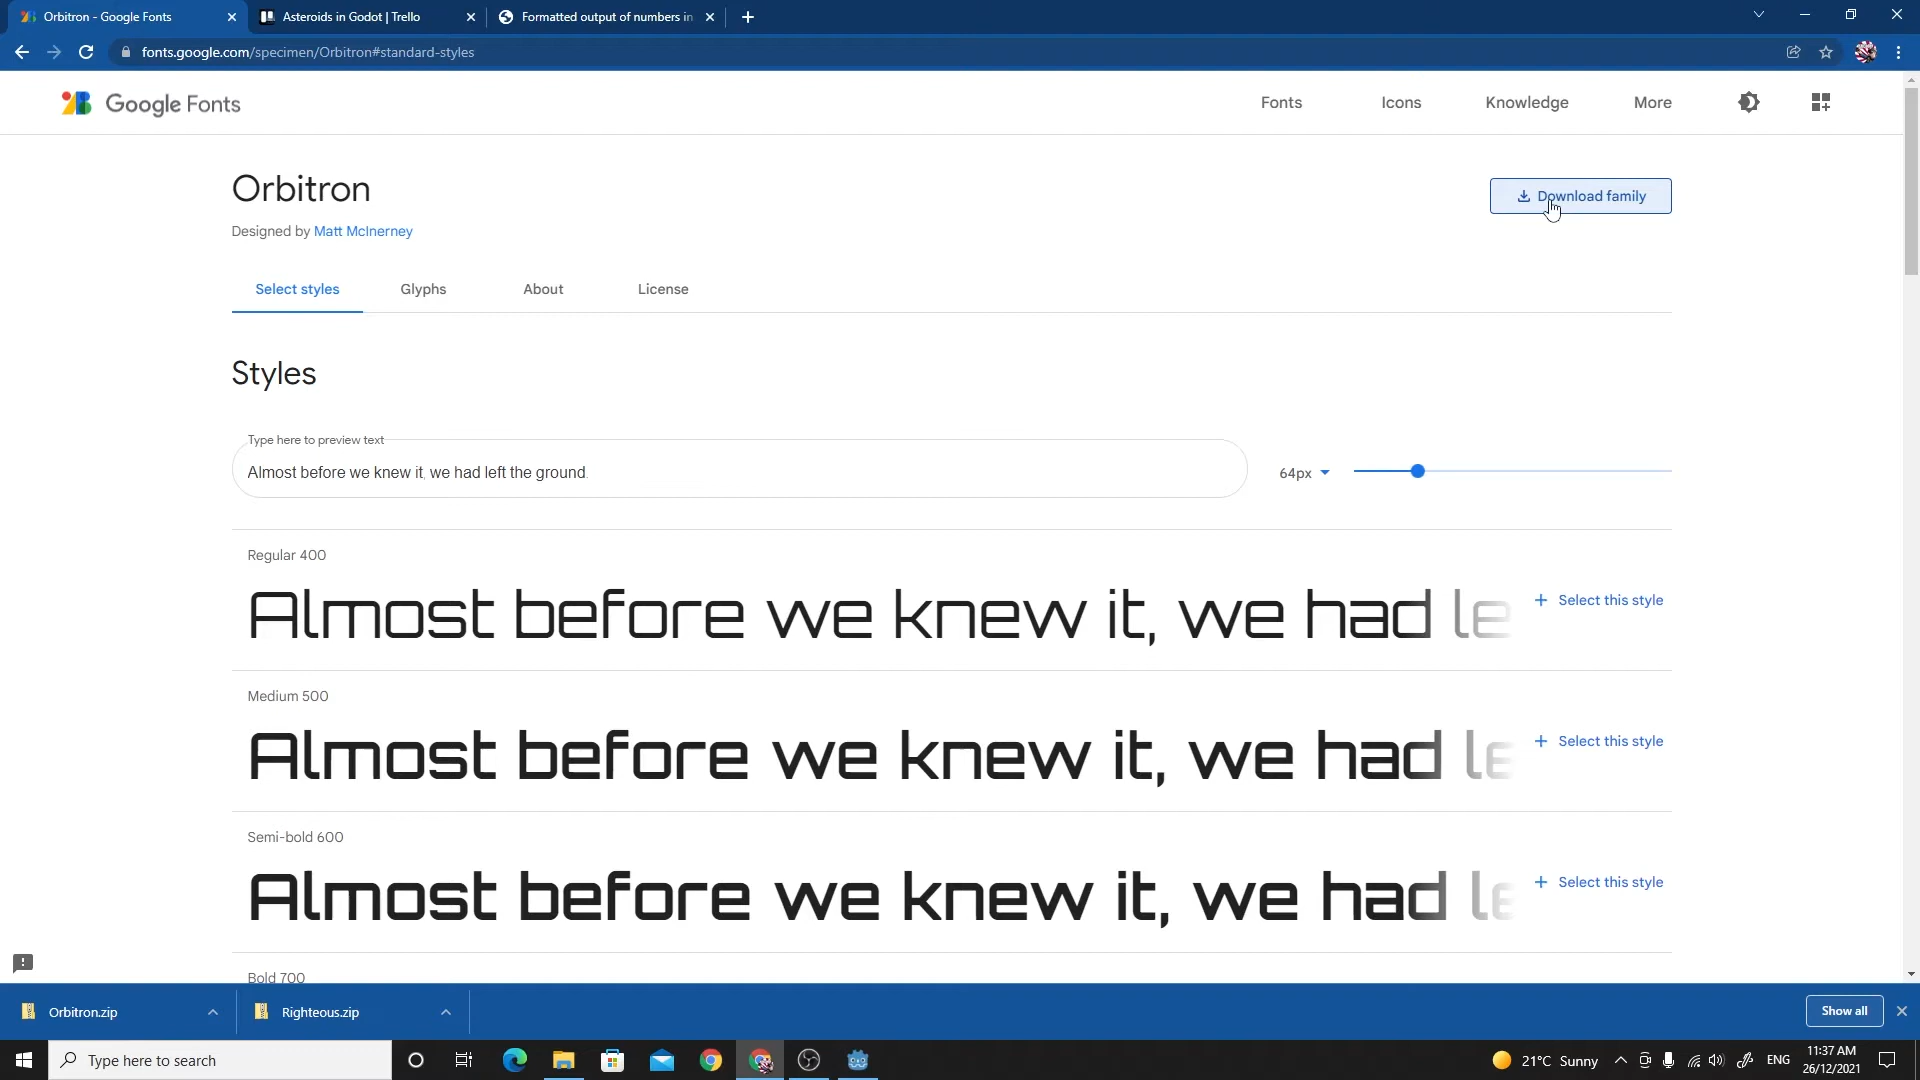 Orbitron - Google Fonts
Asteroids in Godot | Trello
Formatted output of numbers in
fonts.google.com/specimen/Orbitron#standard-styles
Google Fonts
Fonts
Icons
Knowledge
More
Orbitron
Download family
Designed by Matt McInerney
Select styles
Glyphs
About
License
Styles
Type here to preview text
Almost before we knew it, we had left the ground.
64px
Regular 400
Almost before we knew it, we had le
Select this style
Medium 500
Almost before we knew it, we had le
Select this style
Semi-bold 600
Almost before we knew it, we had le
Select this style
Bold 700
Orbitron.zip
Righteous.zip
Show all
Type here to search
21°C Sunny
ENG
11:37 AM
26/12/2021